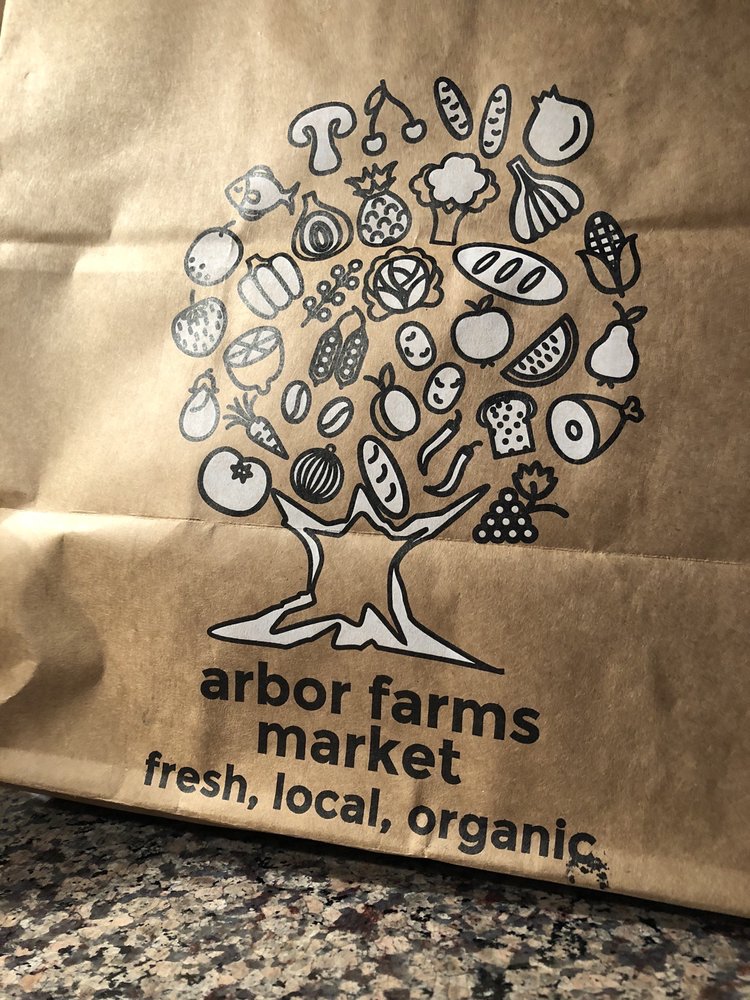 arbor farms
market
fresh, local, organic